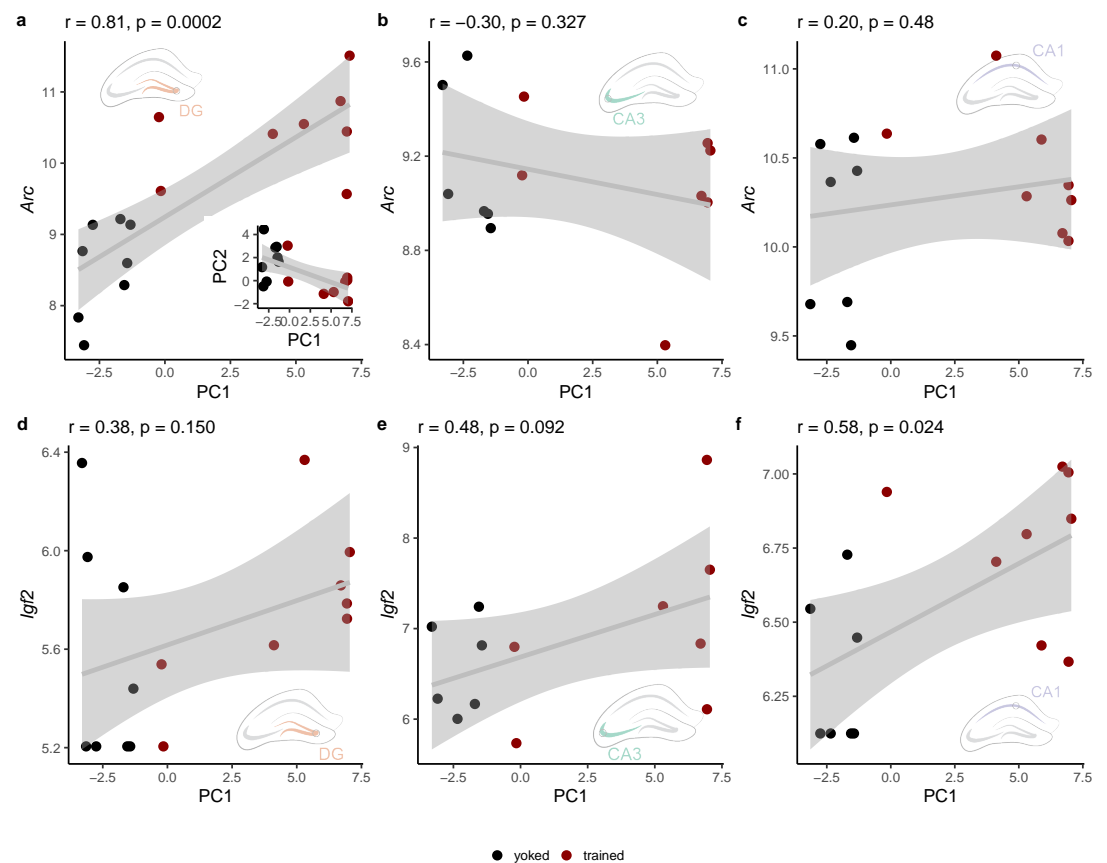 a
r = 0.81, p = 0.0002
b
r = −0.30, p = 0.327
c
r = 0.20, p = 0.48
Arc
11
10
9
8
DG
PC2
4
2
0
−2
−2.5 0.0 2.5 5.0 7.5
PC1
−2.5 0.0 2.5 5.0 7.5
PC1
Arc
9.6
9.2
8.8
8.4
CA3
−2.5 0.0 2.5 5.0 7.5
PC1
Arc
11.0
10.5
10.0
9.5
CA1
−2.5 0.0 2.5 5.0 7.5
PC1
d
r = 0.38, p = 0.150
e
r = 0.48, p = 0.092
f
r = 0.58, p = 0.024
Igf2
6.4
6.0
5.6
5.2
DG
−2.5 0.0 2.5 5.0 7.5
PC1
Igf2
9
8
7
6
CA3
−2.5 0.0 2.5 5.0 7.5
PC1
Igf2
7.00
6.75
6.50
6.25
CA1
−2.5 0.0 2.5 5.0 7.5
PC1
yoked trained